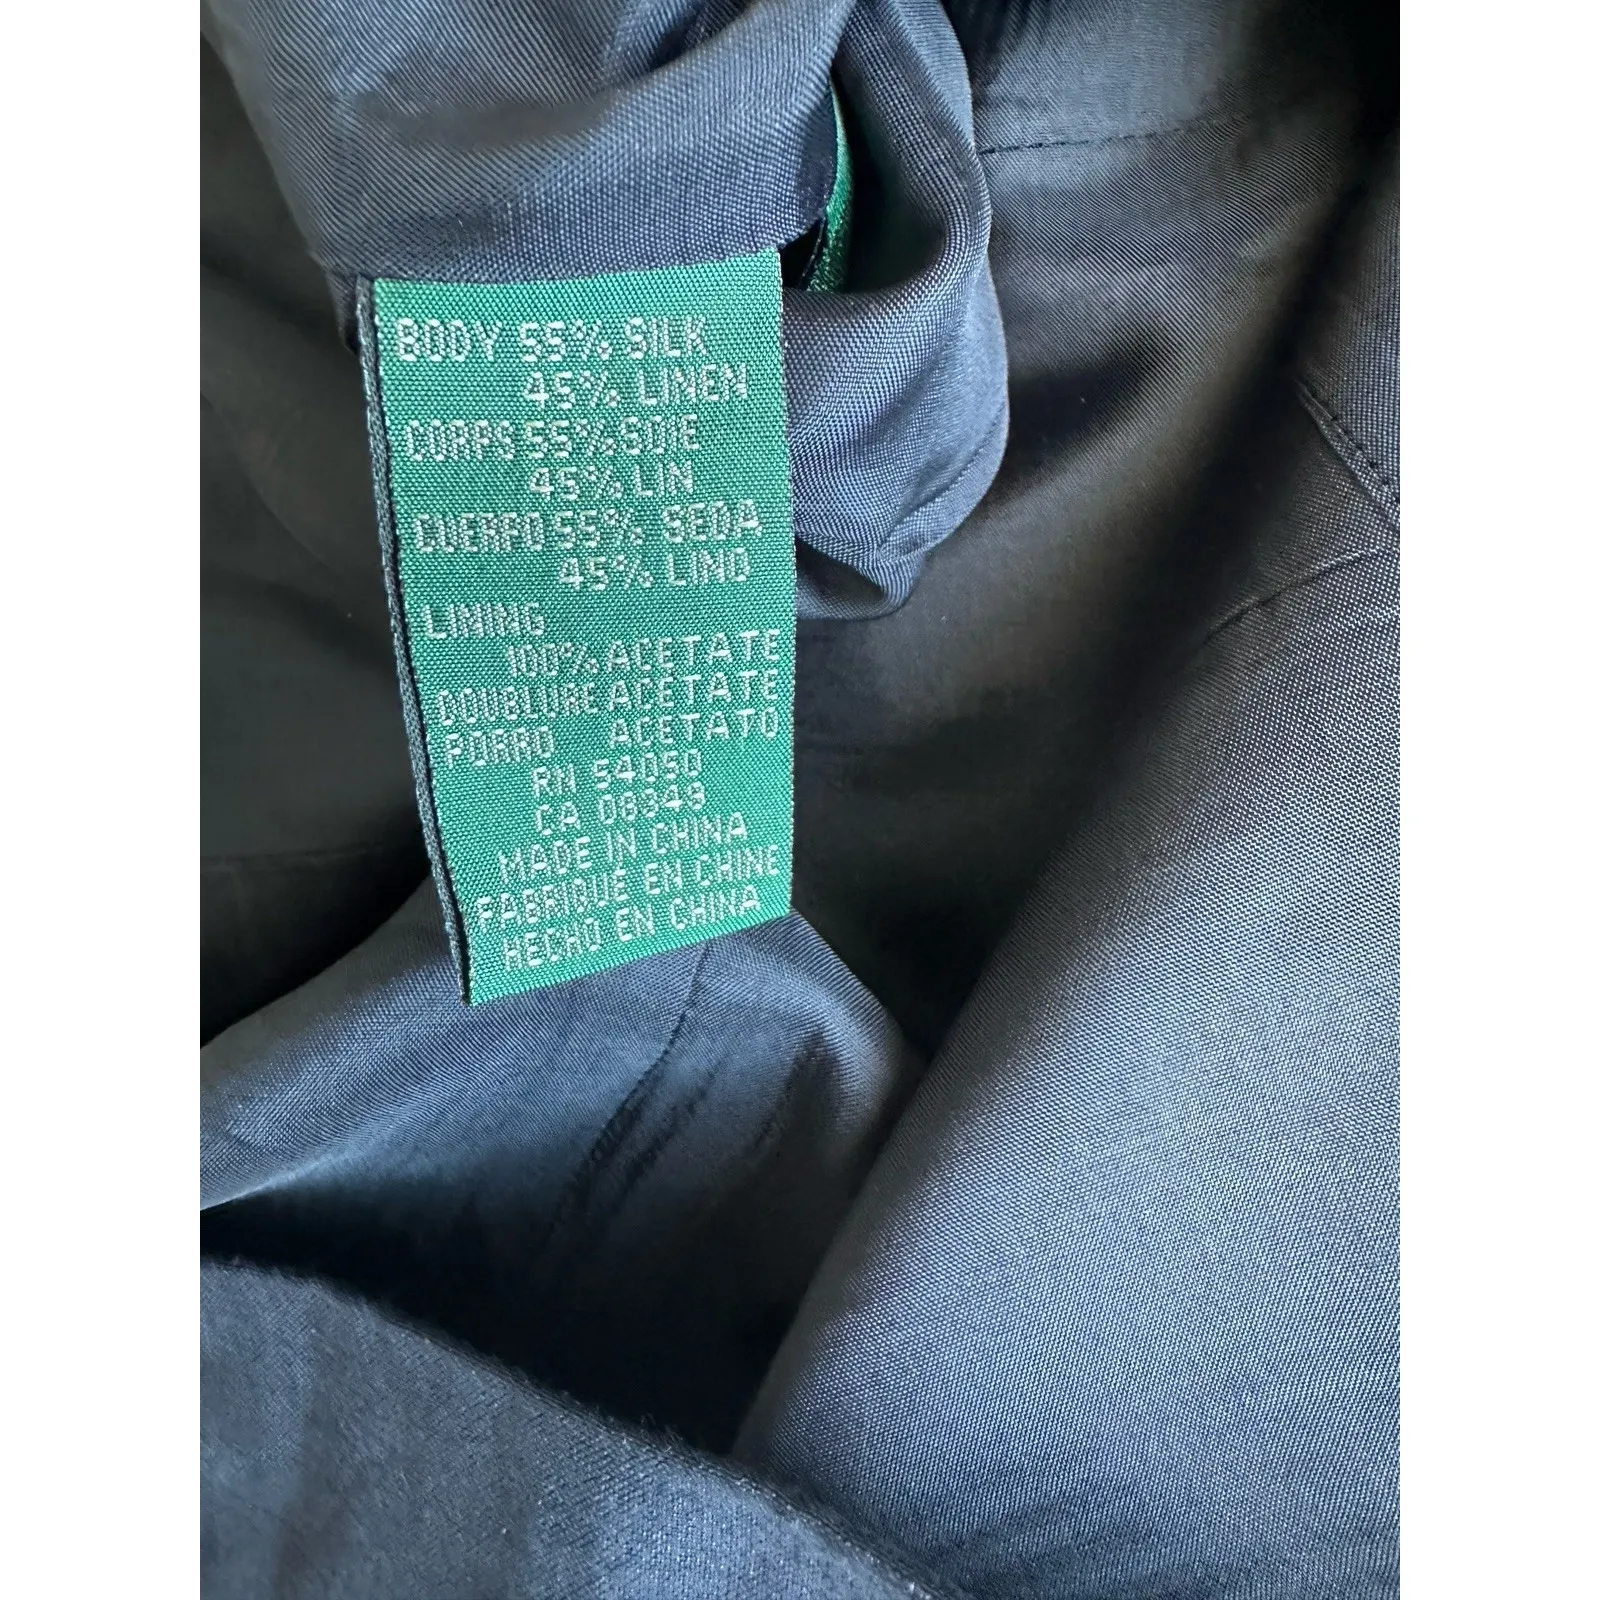 BODY 55% SILK
45% LINEN
CORPS 55% SOIE
45% LIN
CUERPO 55% SEDA
45% LINO
LINING
100% ACETATE
DOUBLURE ACETATE
FORRO ACETATO
RN 54050
CA 08349
MADE IN CHINA
FABRIQUE EN CHINE
HECHO EN CHINA